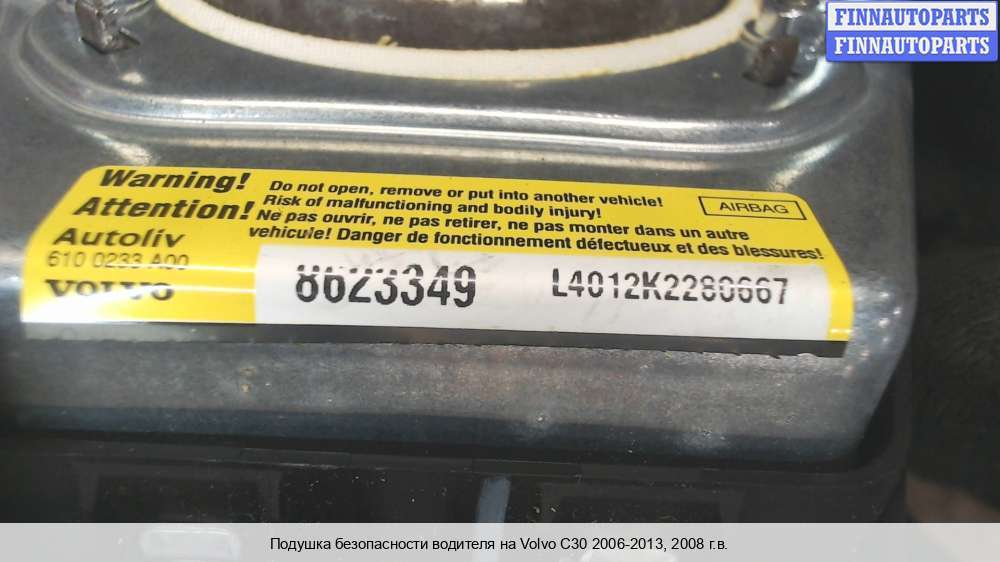 FINNAUTOPARTS
FINNAUTOPARTS
Warning!
Attention!
Do not open, remove or put into another vehicle!
Risk of malfunctioning and bodily injury!
Ne pas ouvrir, ne pas retirer, ne pas monter dans un autre
vehicule! Danger de fonctionnement défectueux et des blessures!
AIRBAG
Autoliv
610 0233 A00
VOLVO
8623349
L4012K2280667
Подушка безопасности водителя на Volvo C30 2006-2013, 2008 г.в.